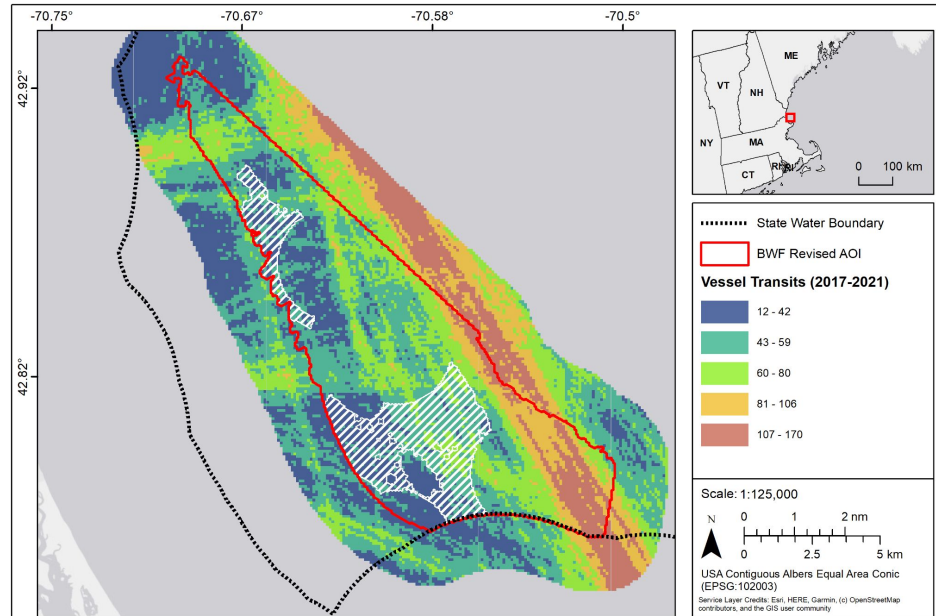 -70.75°
-70.67°
-70.58°
-70.5°
42.92°
42.82°
ME
VT
NH
NY
MA
CT
RI
RI
0 100 km
State Water Boundary
BWF Revised AOI
Vessel Transits (2017-2021)
12 - 42
43 - 59
60 - 80
81 - 106
107 - 170
Scale: 1:125,000
N
0 1 2 nm
0 2.5 5 km
USA Contiguous Albers Equal Area Conic
(EPSG:102003)
Service Layer Credits: Esri, HERE, Garmin, (c) OpenStreetMap
contributors, and the GIS user community